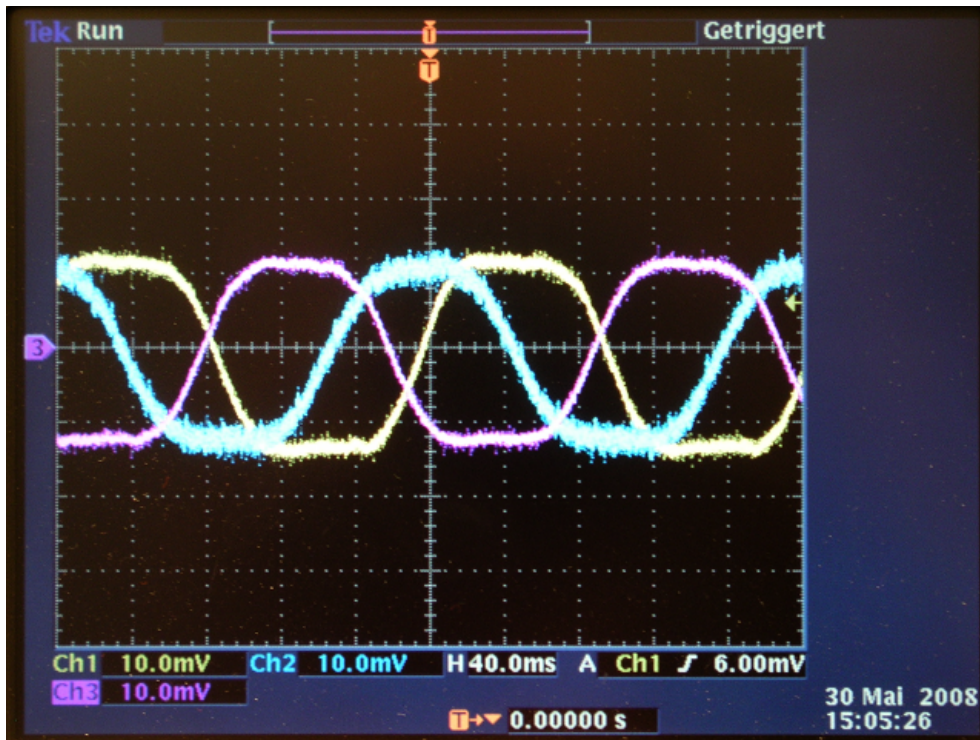 Tek Run T Getriggert
T
3
Ch1 10.0mV Ch2 10.0mV H 40.0ms A Ch1 6.00mV
Ch3 10.0mV
T 0.00000 s
30 Mai 2008
15:05:26